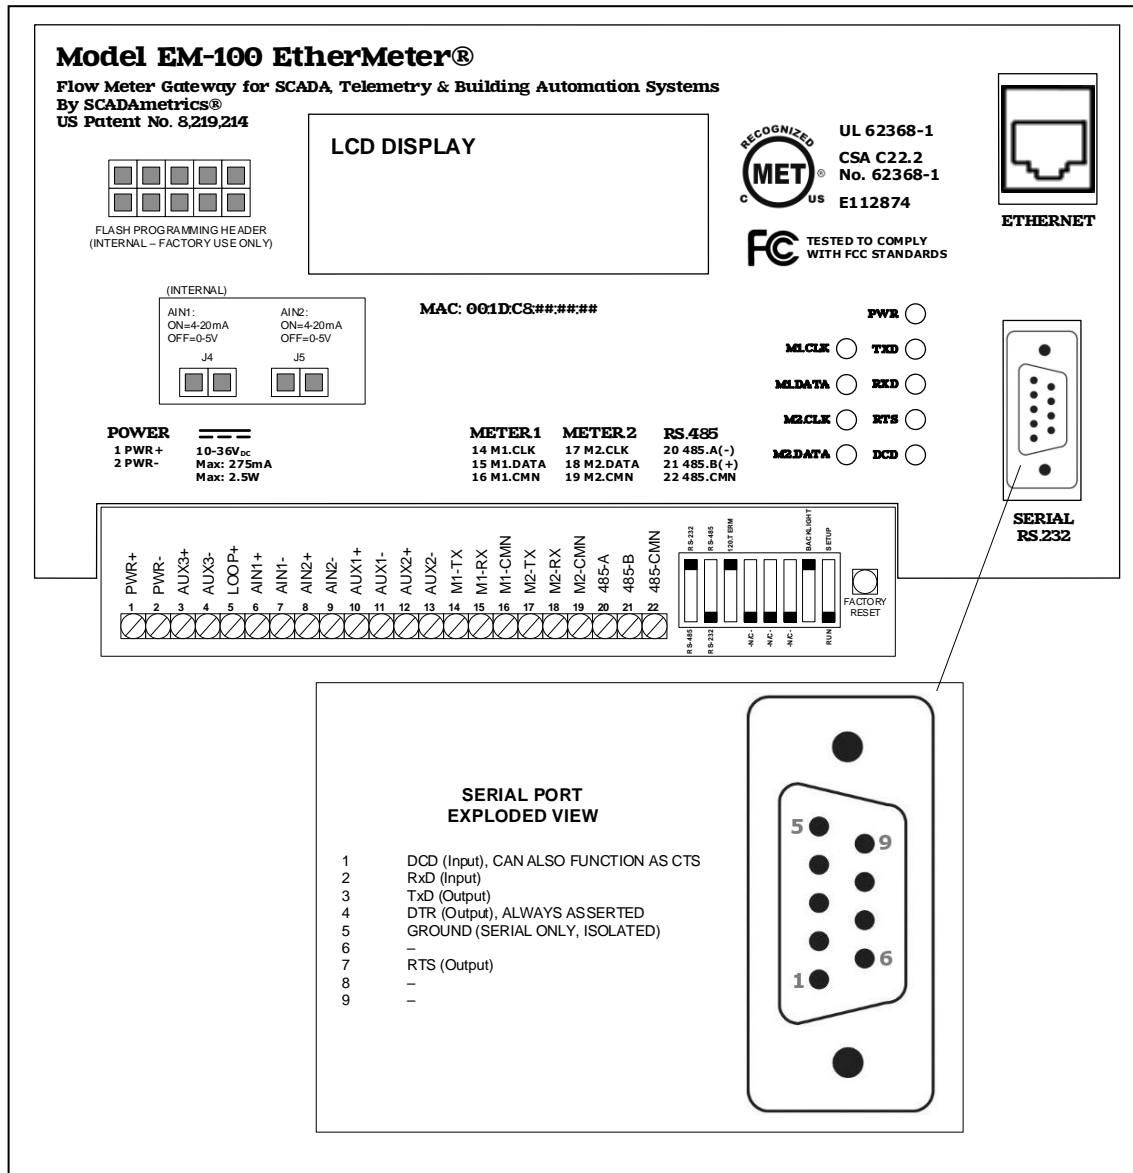 Model EM-100 EtherMeter®
Flow Meter Gateway for SCADA, Telemetry & Building Automation Systems
By SCADAmetrics®
US Patent No. 8,219,214
LCD DISPLAY
RECOGNIZED
MET ®
C US
UL 62368-1
CSA C22.2
No. 62368-1
E112874
FC
TESTED TO COMPLY
WITH FCC STANDARDS
ETHERNET
FLASH PROGRAMMING HEADER
(INTERNAL – FACTORY USE ONLY)
(INTERNAL)
AIN1:
ON=4-20mA
OFF=0-5V
J4
AIN2:
ON=4-20mA
OFF=0-5V
J5
MAC: 00:1D:C8:##:##:##
PWR
M1.CLK TXD
M1.DATA RXD
M2.CLK RTS
M2.DATA DCD
SERIAL
RS.232
POWER
1 PWR+
2 PWR-
10-36VDC
Max: 275mA
Max: 2.5W
METER.1
14 M1.CLK
15 M1.DATA
16 M1.CMN
METER.2
17 M2.CLK
18 M2.DATA
19 M2.CMN
RS.485
20 485.A(-)
21 485.B(+)
22 485.CMN
PWR+ PWR- AUX3+ AUX3- LOOP+ AIN1+ AIN1- AIN2+ AIN2- AUX1+ AUX1- AUX2+ AUX2- M1-TX M1-RX M1-CMN M2-TX M2-RX M2-CMN 485-A 485-B 485-CMN
1 2 3 4 5 6 7 8 9 10 11 12 13 14 15 16 17 18 19 20 21 22
RS-232 RS-485 120.TERM BACKLIGHT SETUP
RS-485 RS-232 -N/C- -N/C- -N/C- RUN
FACTORY
RESET
SERIAL PORT
EXPLODED VIEW
1 DCD (Input), CAN ALSO FUNCTION AS CTS
2 RxD (Input)
3 TxD (Output)
4 DTR (Output), ALWAYS ASSERTED
5 GROUND (SERIAL ONLY, ISOLATED)
6 –
7 RTS (Output)
8 –
9 –
5
9
6
1